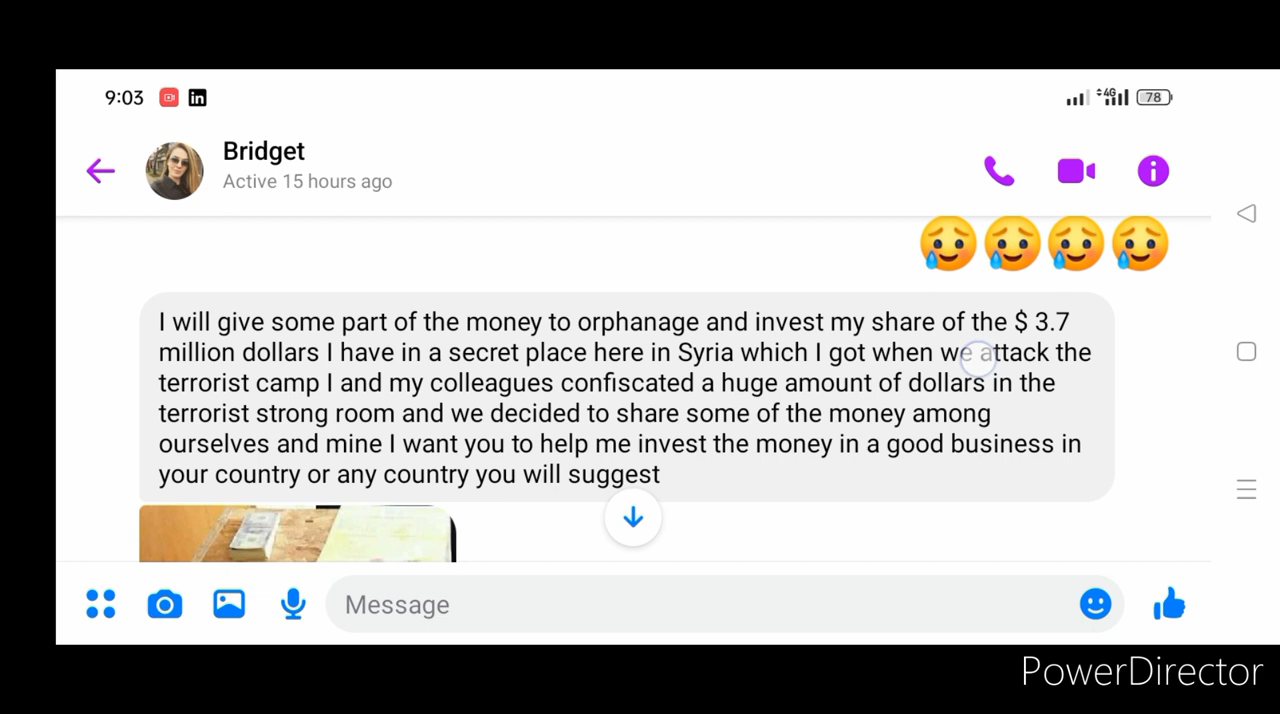 9:03
in
4G
78
Bridget
Active 15 hours ago
I will give some part of the money to orphanage and invest my share of the $ 3.7
million dollars I have in a secret place here in Syria which I got when we attack the
terrorist camp I and my colleagues confiscated a huge amount of dollars in the
terrorist strong room and we decided to share some of the money among
ourselves and mine I want you to help me invest the money in a good business in
your country or any country you will suggest
Message
PowerDirector